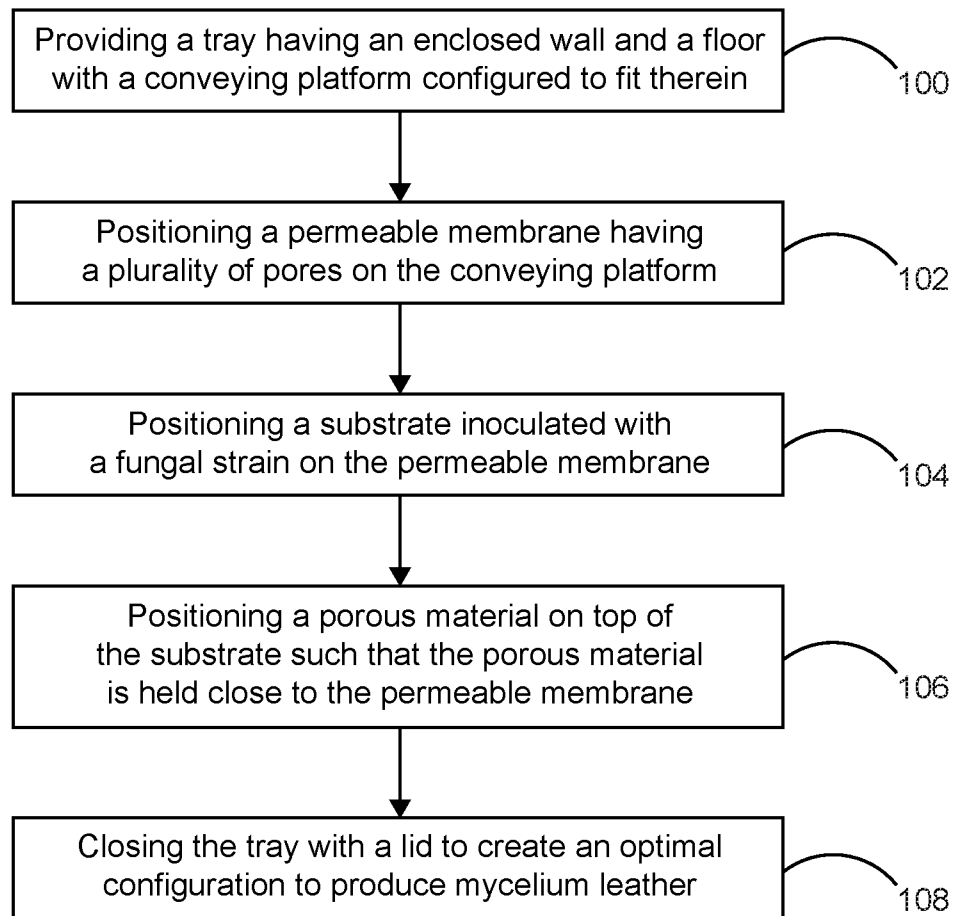 Providing a tray having an enclosed wall and a floor
with a conveying platform configured to fit therein
100
Positioning a permeable membrane having
a plurality of pores on the conveying platform
102
Positioning a substrate inoculated with
a fungal strain on the permeable membrane
104
Positioning a porous material on top of
the substrate such that the porous material
is held close to the permeable membrane
106
Closing the tray with a lid to create an optimal
configuration to produce mycelium leather
108